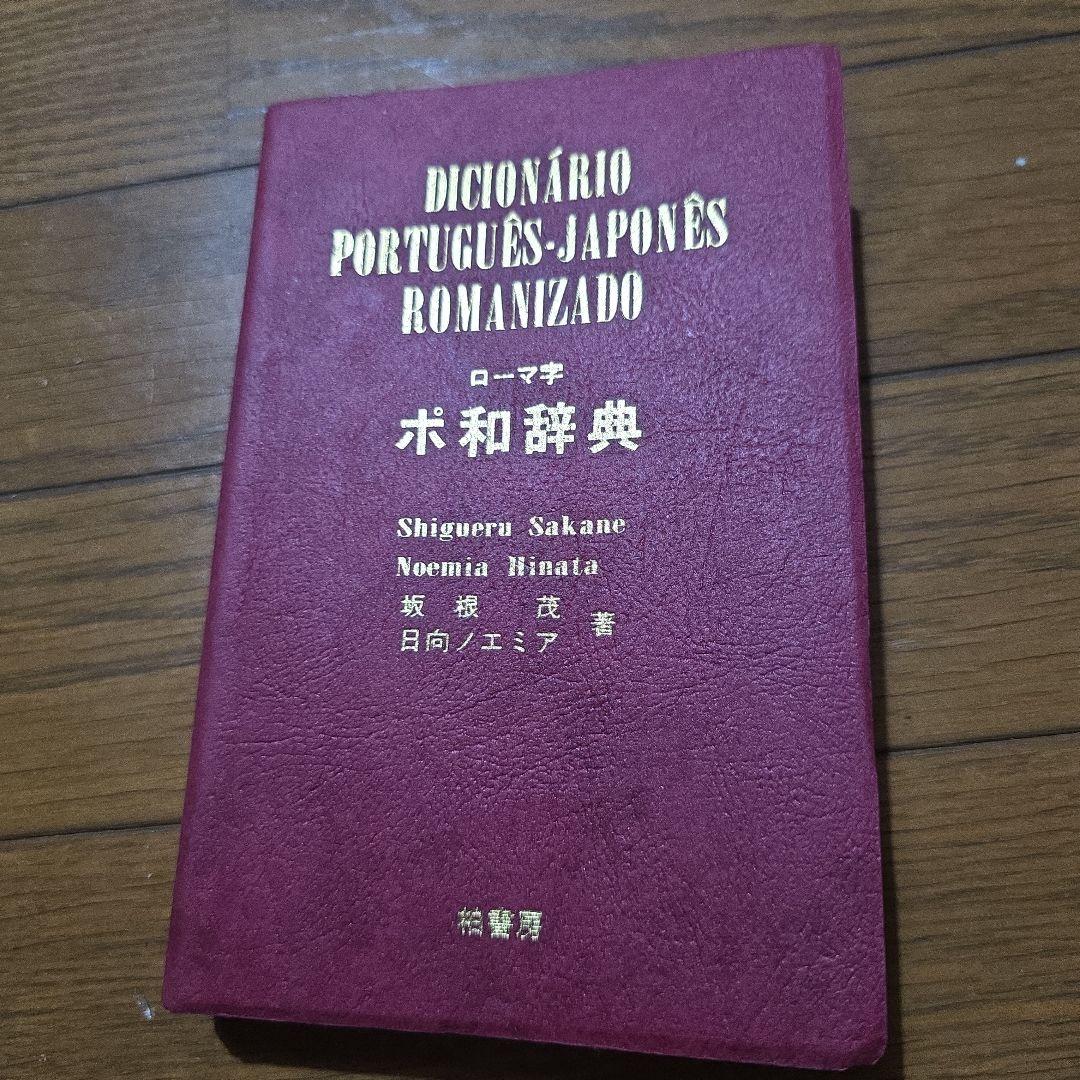 DICIONÁRIO
PORTUGUÊS-JAPONÊS
ROMANIZADO
ローマ字
ポ和辞典
Shigueru Sakane
Noemia Hinata
坂根 茂
日向ノエミア 著
柏書房